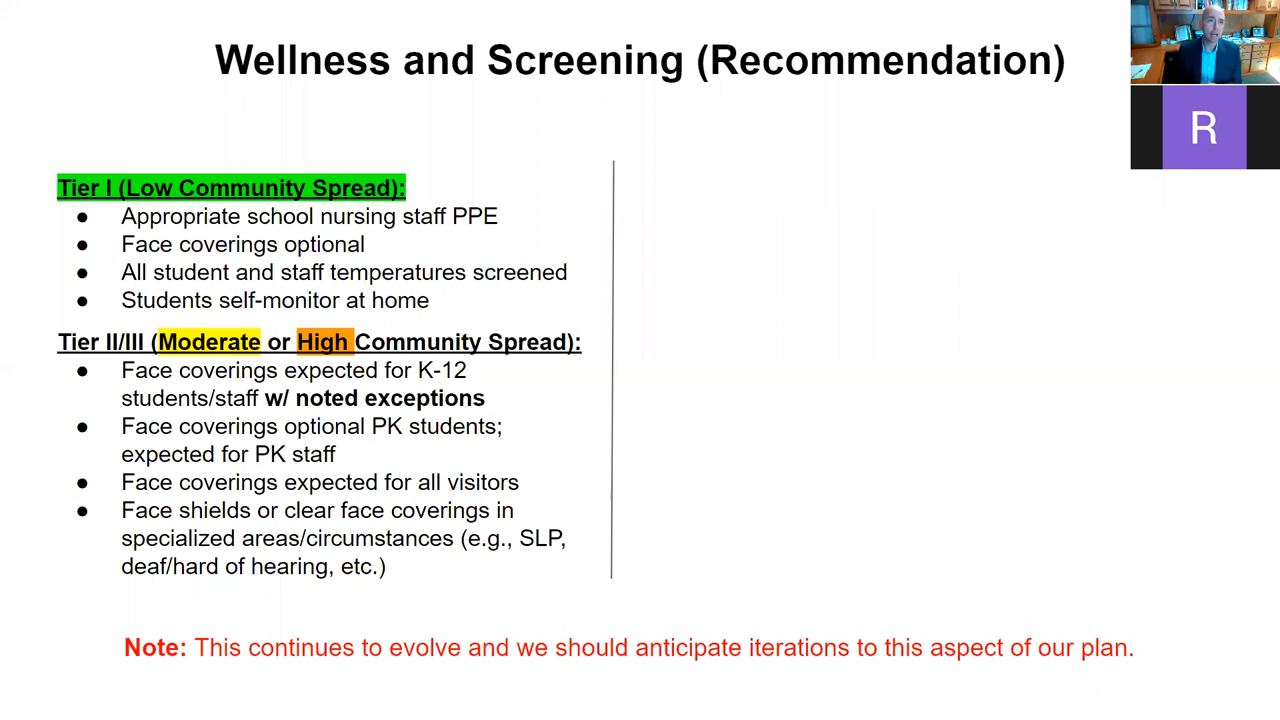 Wellness and Screening (Recommendation)
R
Tier I (Low Community Spread):
● Appropriate school nursing staff PPE
● Face coverings optional
● All student and staff temperatures screened
● Students self-monitor at home
Tier II/III (Moderate or High Community Spread):
● Face coverings expected for K-12
students/staff w/ noted exceptions
● Face coverings optional PK students;
expected for PK staff
● Face coverings expected for all visitors
● Face shields or clear face coverings in
specialized areas/circumstances (e.g., SLP,
deaf/hard of hearing, etc.)
Note: This continues to evolve and we should anticipate iterations to this aspect of our plan.